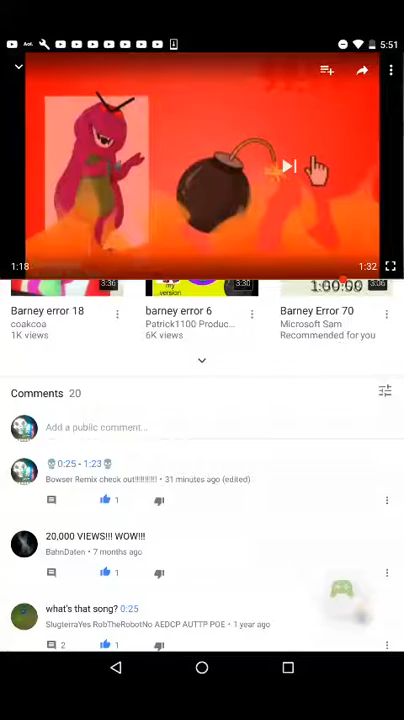 Aol.
5:51
my
version
1:18
1:32
3:36
3:30
1:00:00
3:06
Barney error 18
coakcoa
1K views
barney error 6
Patrick1100 Produc...
6K views
Barney Error 70
Microsoft Sam
Recommended for you
Comments 20
Add a public comment...
💀0:25 - 1:23💀
Bowser Remix check out!!!!!!!!!! • 31 minutes ago (edited)
1
20,000 VIEWS!!! WOW!!!
BahnDaten • 7 months ago
1
what's that song? 0:25
SlugterraYes RobTheRobotNo AEDCP AUTTP POE • 1 year ago
2
1